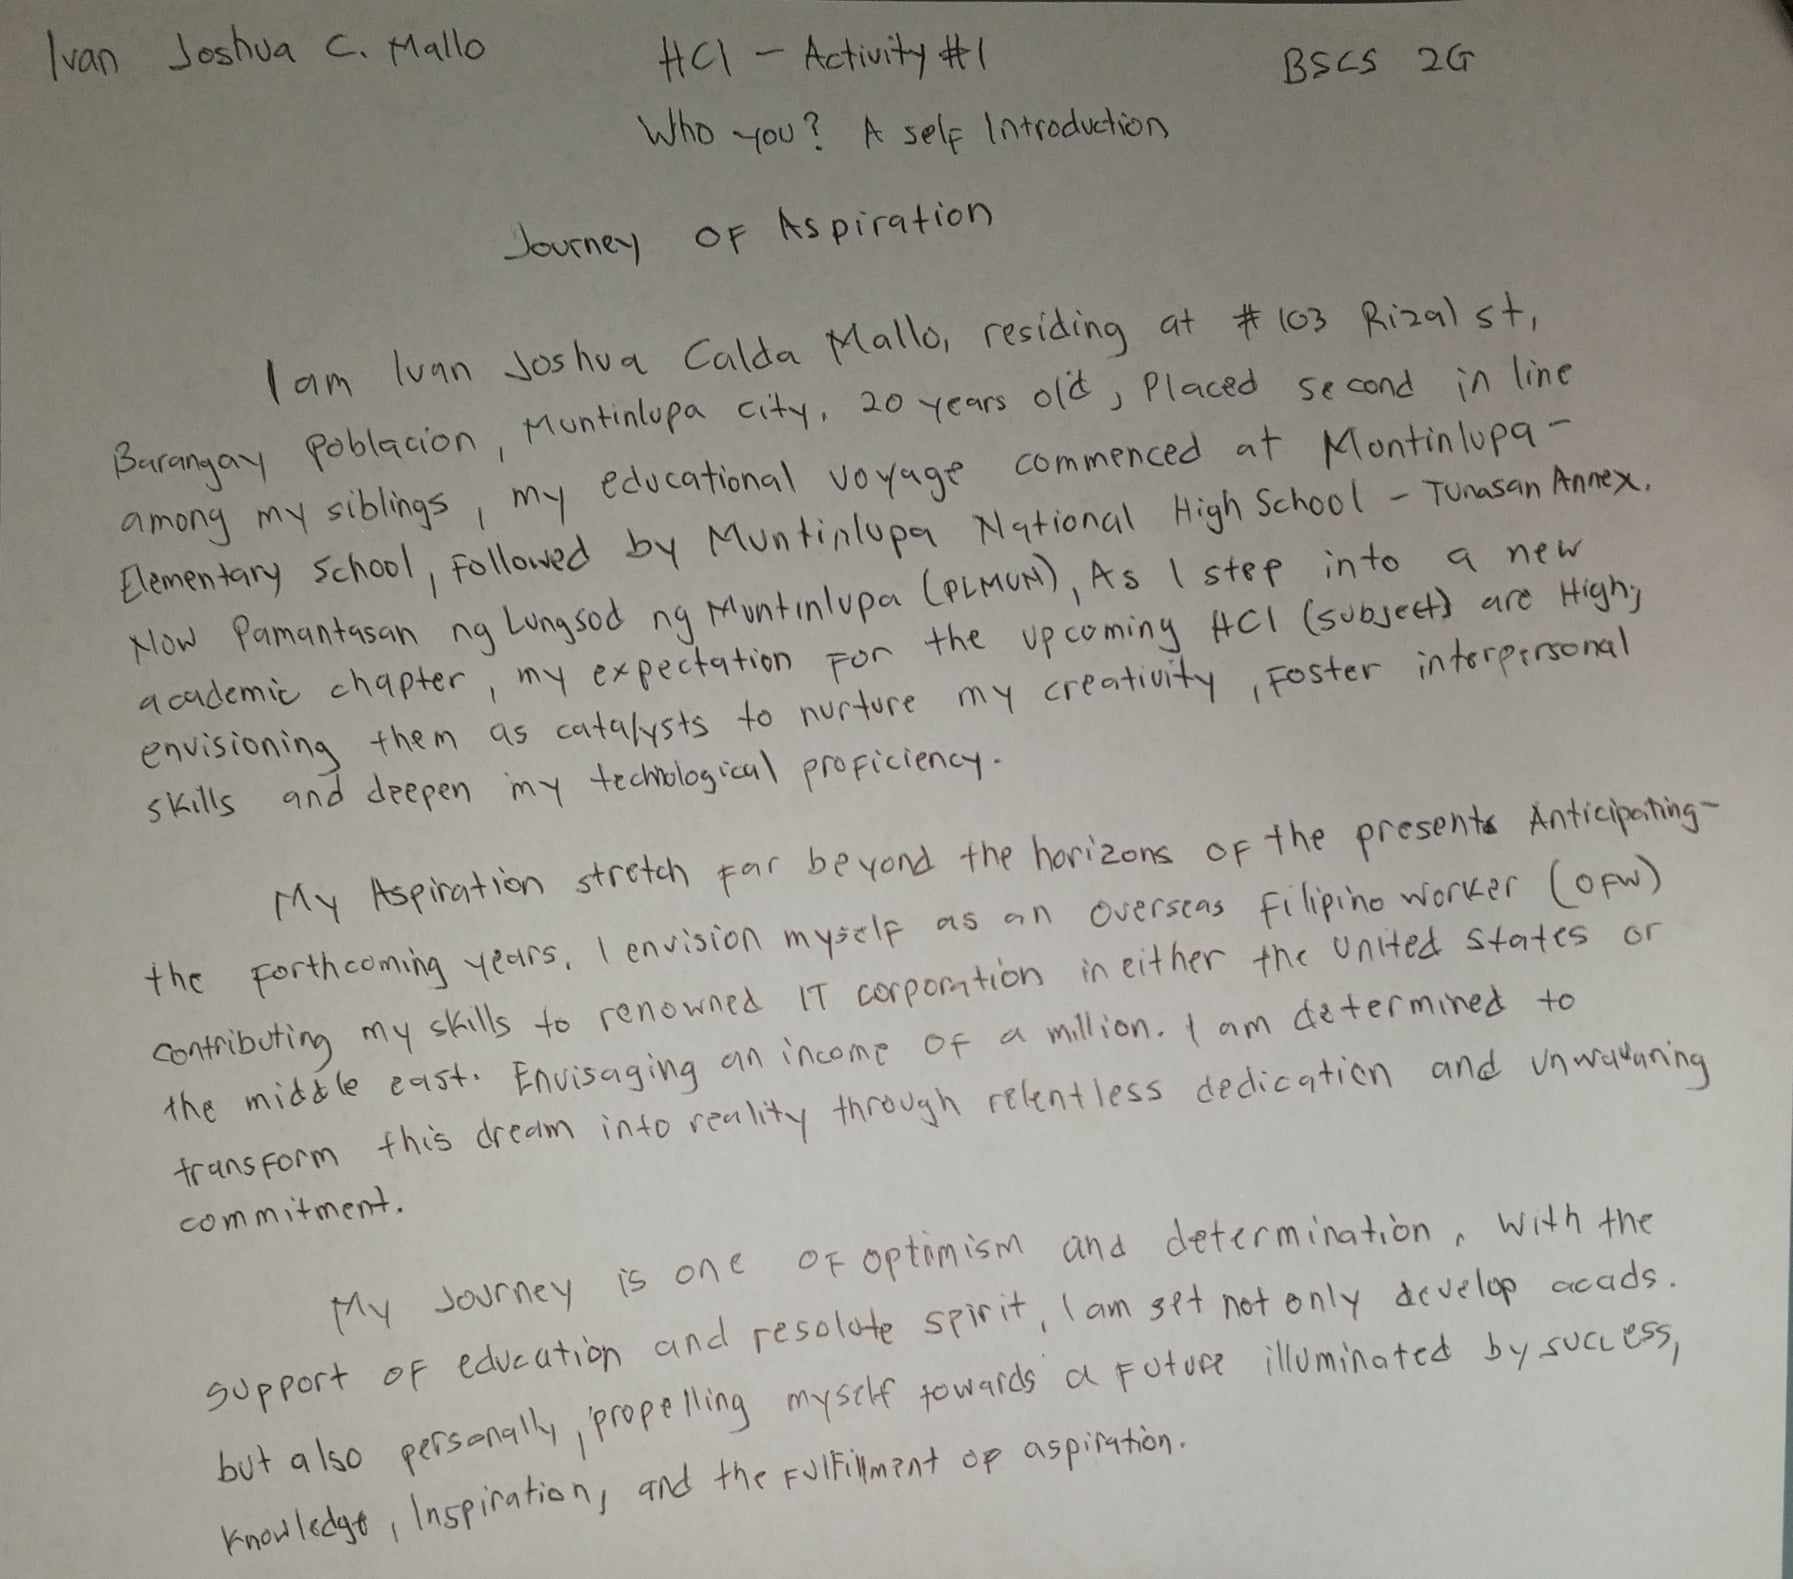 Ivan Joshua C. Mallo HCI - Activity #1 BSCS 2G
Who you? A self Introduction
Journey OF Aspiration
I am Ivan Joshua Calda Mallo, residing at #103 Rizal st,
Barangay Poblacion, Muntinlupa city, 20 years old, Placed second in line
among my siblings, my educational voyage commenced at Montinlupa-
Elementary School, Followed by Muntinlupa National High School - Tunasan Annex.
Now Pamantasan ng Lungsod ng Muntinlupa (PLMUN), As I step into a new
academic chapter, my expectation For the upcoming HCI (subject) are High;
envisioning them as catalysts to nurture my creativity, Foster interpersonal
skills and deepen my technological proficiency.
My Aspiration stretch Far beyond the horizons of the presents Anticipating-
the Forthcoming years, I envision myself as an Overseas Filipino Worker (OFW)
contributing my skills to renowned IT corporation in either the United States or
the middle east. Envisaging an income OF a million. I am determined to
transform this dream into reality through relentless dedication and
commitment.
My Journey is one OF optimism and determination, With the
support OF education and resolute spirit, I am set not only develop acads.
but also personally, propelling myself towards a Future illuminated by success,
Knowledge, Inspiration, and the Fulfillment of aspiration.